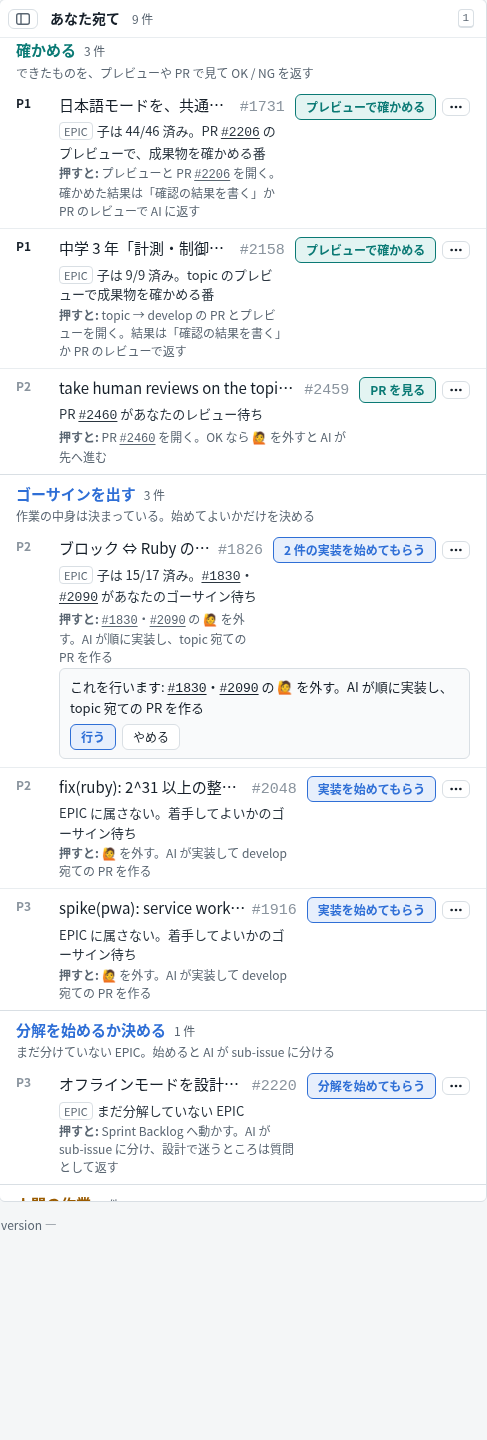 あなた宛て 9 件 1
確かめる 3 件
できたものを、プレビューや PR で見て OK / NG を返す
P1 日本語モードを、共通… #1731 プレビューで確かめる …
EPIC 子は 44/46 済み。PR #2206 の
プレビューで、成果物を確かめる番
押すと: プレビューと PR #2206 を開く。
確かめた結果は「確認の結果を書く」か
PR のレビューで AI に返す
P1 中学 3 年「計測・制御… #2158 プレビューで確かめる …
EPIC 子は 9/9 済み。topic のプレビ
ューで成果物を確かめる番
押すと: topic → develop の PR とプレビ
ューを開く。結果は「確認の結果を書く」
か PR のレビューで返す
P2 take human reviews on the topi… #2459 PR を見る …
PR #2460 があなたのレビュー待ち
押すと: PR #2460 を開く。OK なら 🙋 を外すと AI が
先へ進む
ゴーサインを出す 3 件
作業の中身は決まっている。始めてよいかだけを決める
P2 ブロック ⇔ Ruby の… #1826 2 件の実装を始めてもらう …
EPIC 子は 15/17 済み。#1830・
#2090 があなたのゴーサイン待ち
押すと: #1830・#2090 の 🙋 を外
す。AI が順に実装し、topic 宛ての
PR を作る
これを行います: #1830・#2090 の 🙋 を外す。AI が順に実装し、
topic 宛ての PR を作る
行う やめる
P2 fix(ruby): 2^31 以上の整… #2048 実装を始めてもらう …
EPIC に属さない。着手してよいかのゴ
ーサイン待ち
押すと: 🙋 を外す。AI が実装して develop
宛ての PR を作る
P3 spike(pwa): service work… #1916 実装を始めてもらう …
EPIC に属さない。着手してよいかのゴ
ーサイン待ち
押すと: 🙋 を外す。AI が実装して develop
宛ての PR を作る
分解を始めるか決める 1 件
まだ分けていない EPIC。始めると AI が sub-issue に分ける
P3 オフラインモードを設計… #2220 分解を始めてもらう …
EPIC まだ分解していない EPIC
押すと: Sprint Backlog へ動かす。AI が
sub-issue に分け、設計で迷うところは質問
として返す
version —